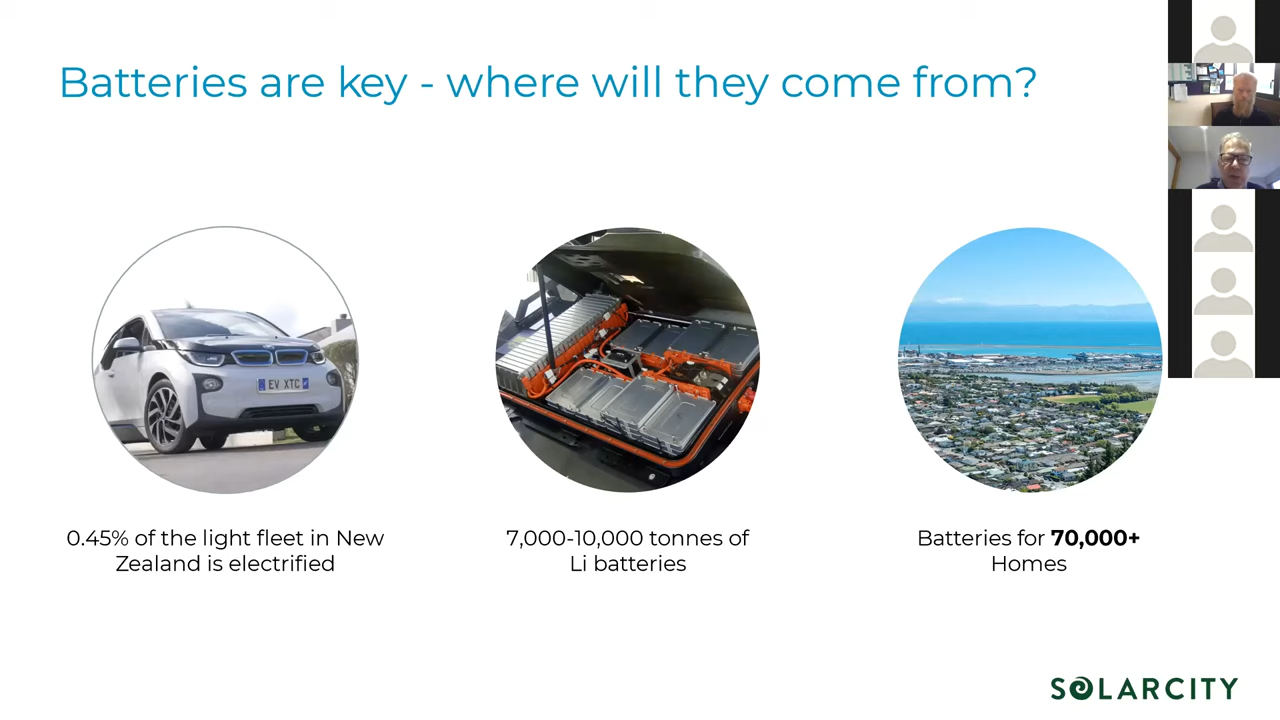 Batteries are key - where will they come from?
EV XTC
0.45% of the light fleet in New
Zealand is electrified
7,000-10,000 tonnes of
Li batteries
Batteries for 70,000+
Homes
SOLARCITY